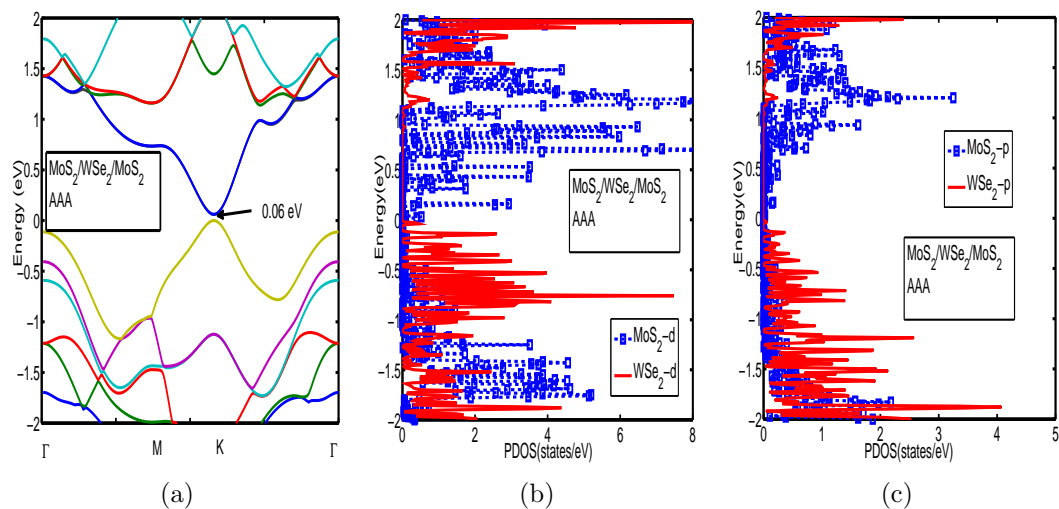 2
1.5
1
0.5
0
−0.5
−1
−1.5
−2
Energy (eV)
MoS2/WSe2/MoS2
AAA
0.06 eV
Γ
M
K
Γ
(a)
2
1.5
1
0.5
0
−0.5
−1
−1.5
−2
Energy(eV)
MoS2/WSe2/MoS2
AAA
MoS2−d
WSe2−d
0
2
4
6
8
PDOS(states/eV)
(b)
2
1.5
1
0.5
0
−0.5
−1
−1.5
−2
Energy(eV)
MoS2−p
WSe2−p
MoS2/WSe2/MoS2
AAA
0
1
2
3
4
5
PDOS(states/eV)
(c)